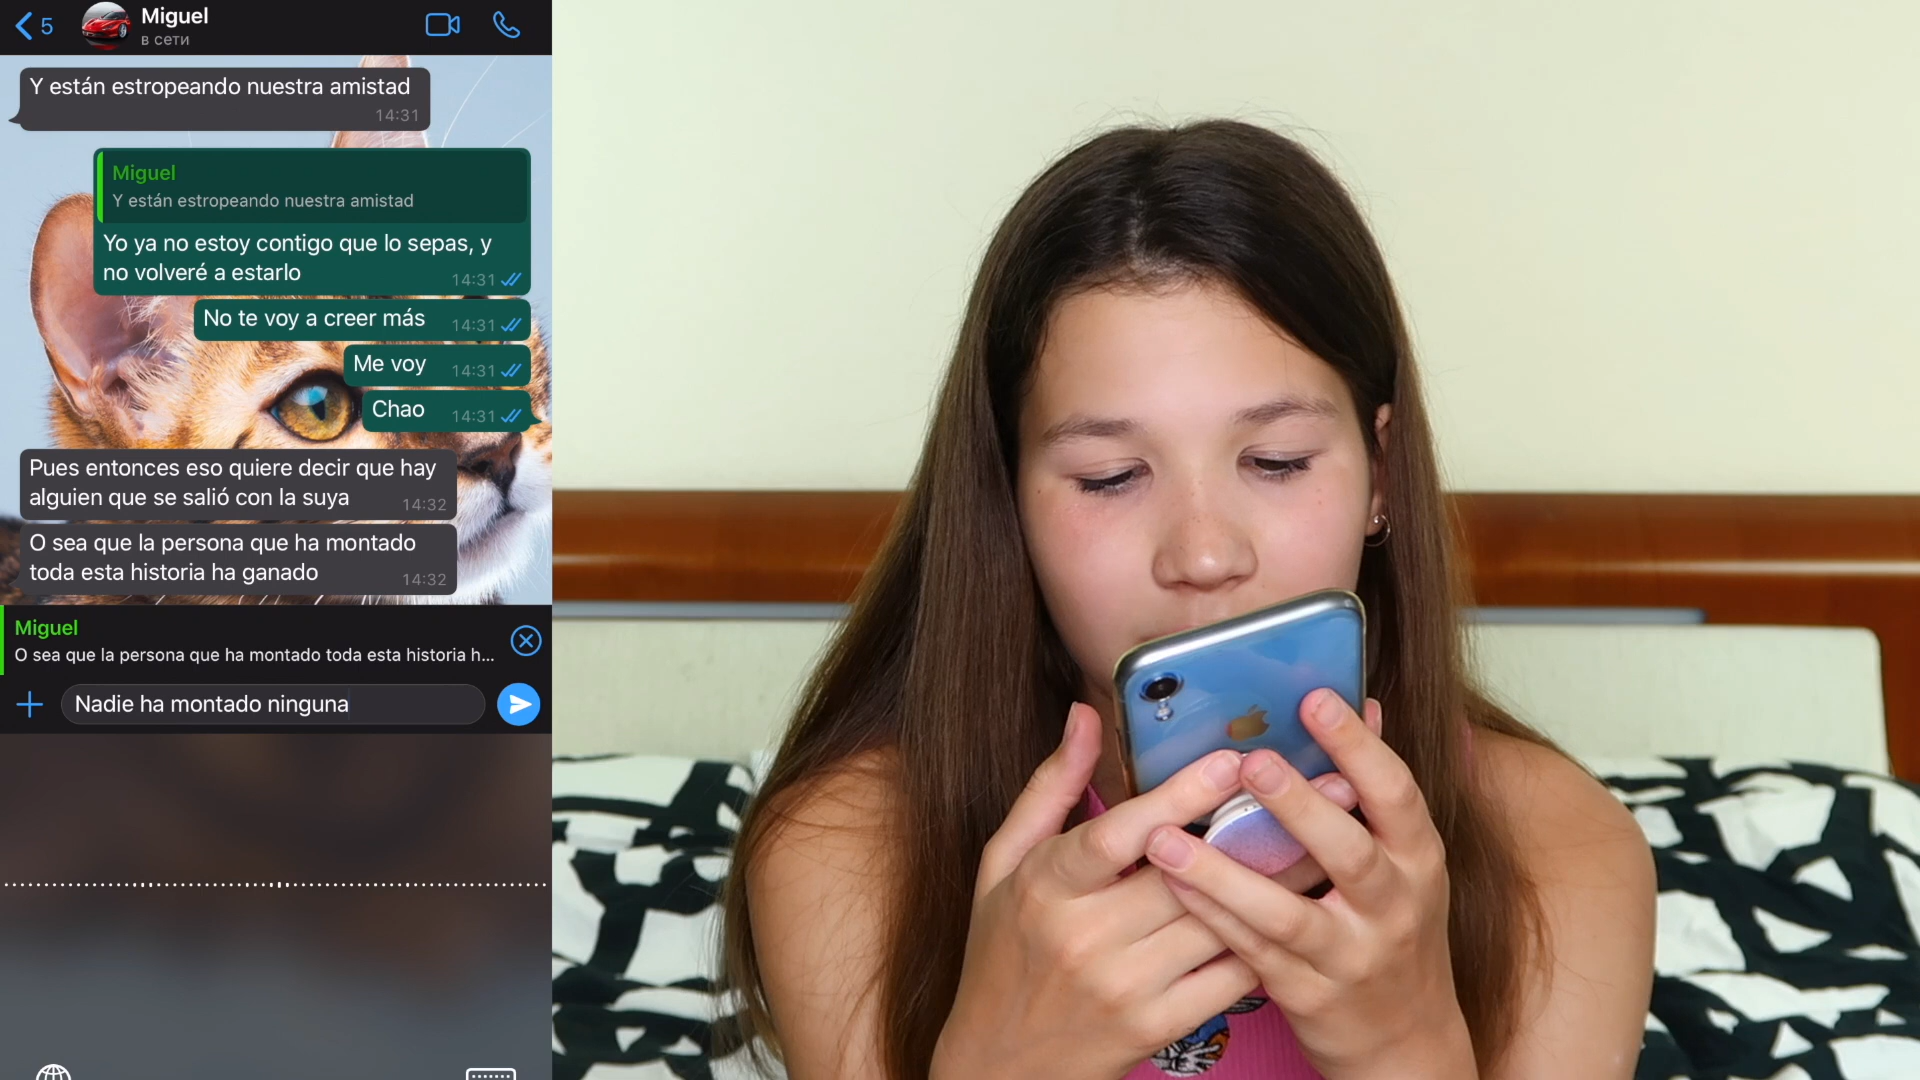 5
Miguel
в сети
Y están estropeando nuestra amistad
14:31
Miguel
Y están estropeando nuestra amistad
Yo ya no estoy contigo que lo sepas, y
no volveré a estarlo
14:31
No te voy a creer más 14:31
Me voy 14:31
Chao 14:31
Pues entonces eso quiere decir que hay
alguien que se salió con la suya 14:32
O sea que la persona que ha montado
toda esta historia ha ganado 14:32
Miguel
O sea que la persona que ha montado toda esta historia h...
Nadie ha montado ninguna